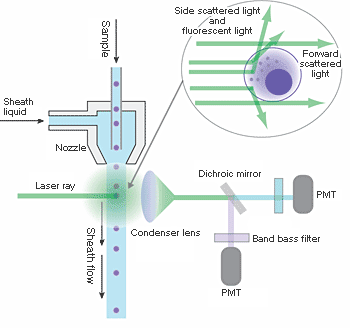 Sample
Side scattered light
and
fluorescent light
Forward
scattered
light
Sheath
liquid
Nozzle
Dichroic mirror
Laser ray
PMT
Condenser lens
Band bass filter
Sheath flow
PMT